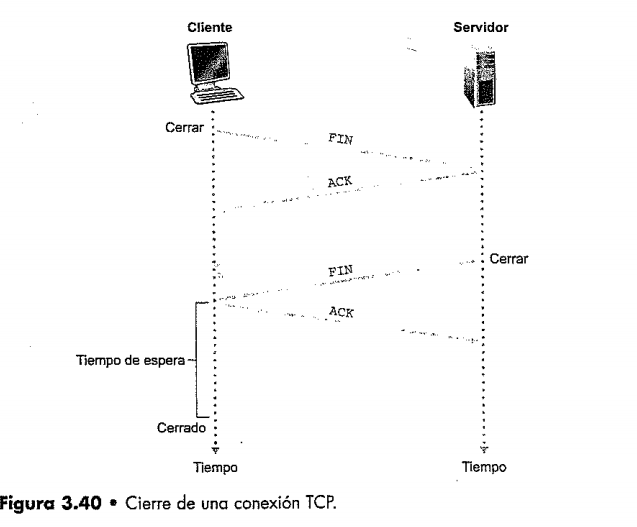 Cliente
Servidor
Cerrar
FIN
ACK
Cerrar
FIN
ACK
Tiempo de espera
Cerrado
Tiempo
Tiempo
Figura 3.40 • Cierre de una conexión TCP.